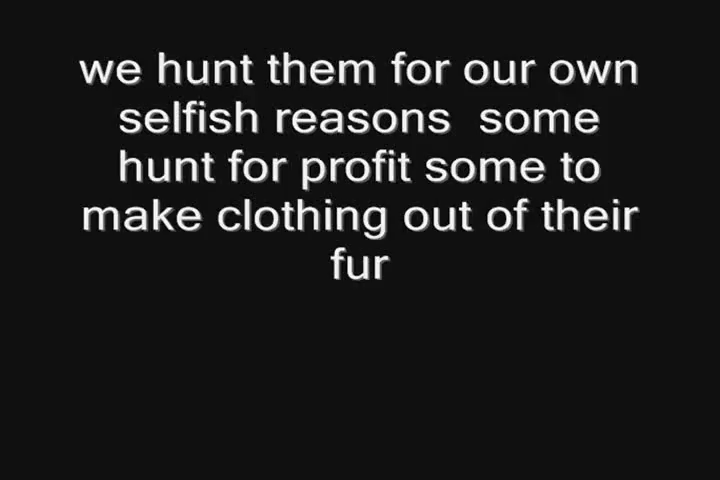 we hunt them for our own
selfish reasons  some
hunt for profit some to
make clothing out of their
fur